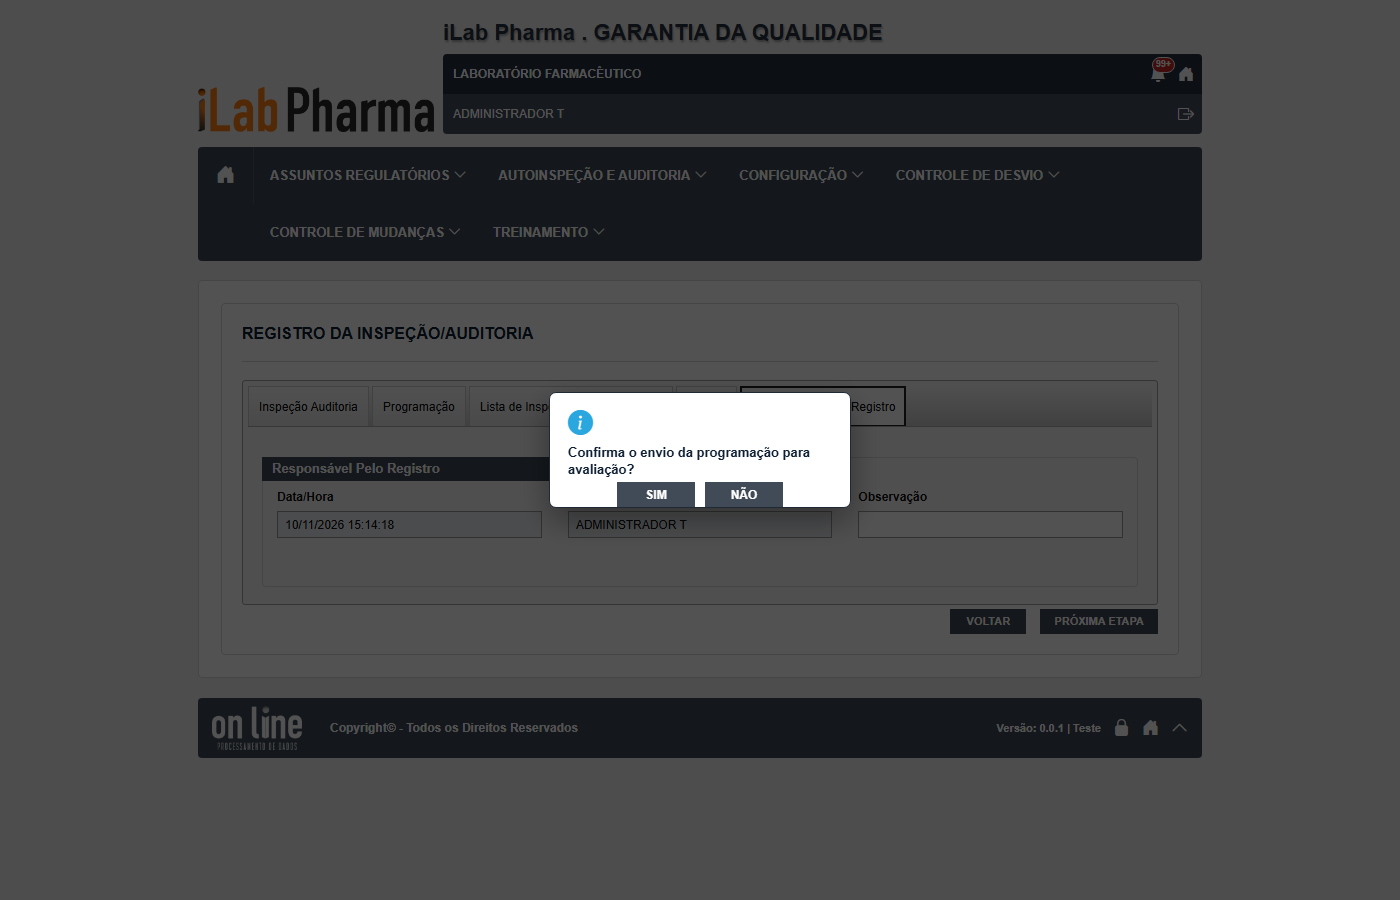 iLab Pharma . GARANTIA DA QUALIDADE
LABORATÓRIO FARMACÊUTICO
99+
iLab Pharma
ADMINISTRADOR T
ASSUNTOS REGULATÓRIOS
AUTOINSPEÇÃO E AUDITORIA
CONFIGURAÇÃO
CONTROLE DE DESVIO
CONTROLE DE MUDANÇAS
TREINAMENTO
REGISTRO DA INSPEÇÃO/AUDITORIA
Inspeção Auditoria
Programação
Lista de
Registro
Confirma o envio da programação para
avaliação?
SIM
NÃO
Responsável Pelo Registro
Data/Hora
Observação
10/11/2026 15:14:18
ADMINISTRADOR T
VOLTAR
PRÓXIMA ETAPA
on line
PROCESSAMENTO DE DADOS
Copyright© - Todos os Direitos Reservados
Versão: 0.0.1 | Teste